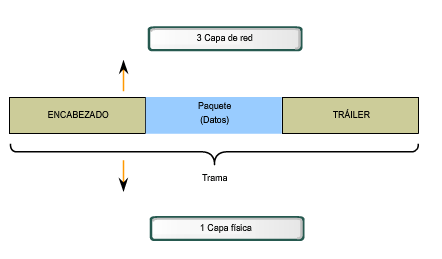 3 Capa de red
ENCABEZADO
Paquete
(Datos)
TRÁILER
Trama
1 Capa física